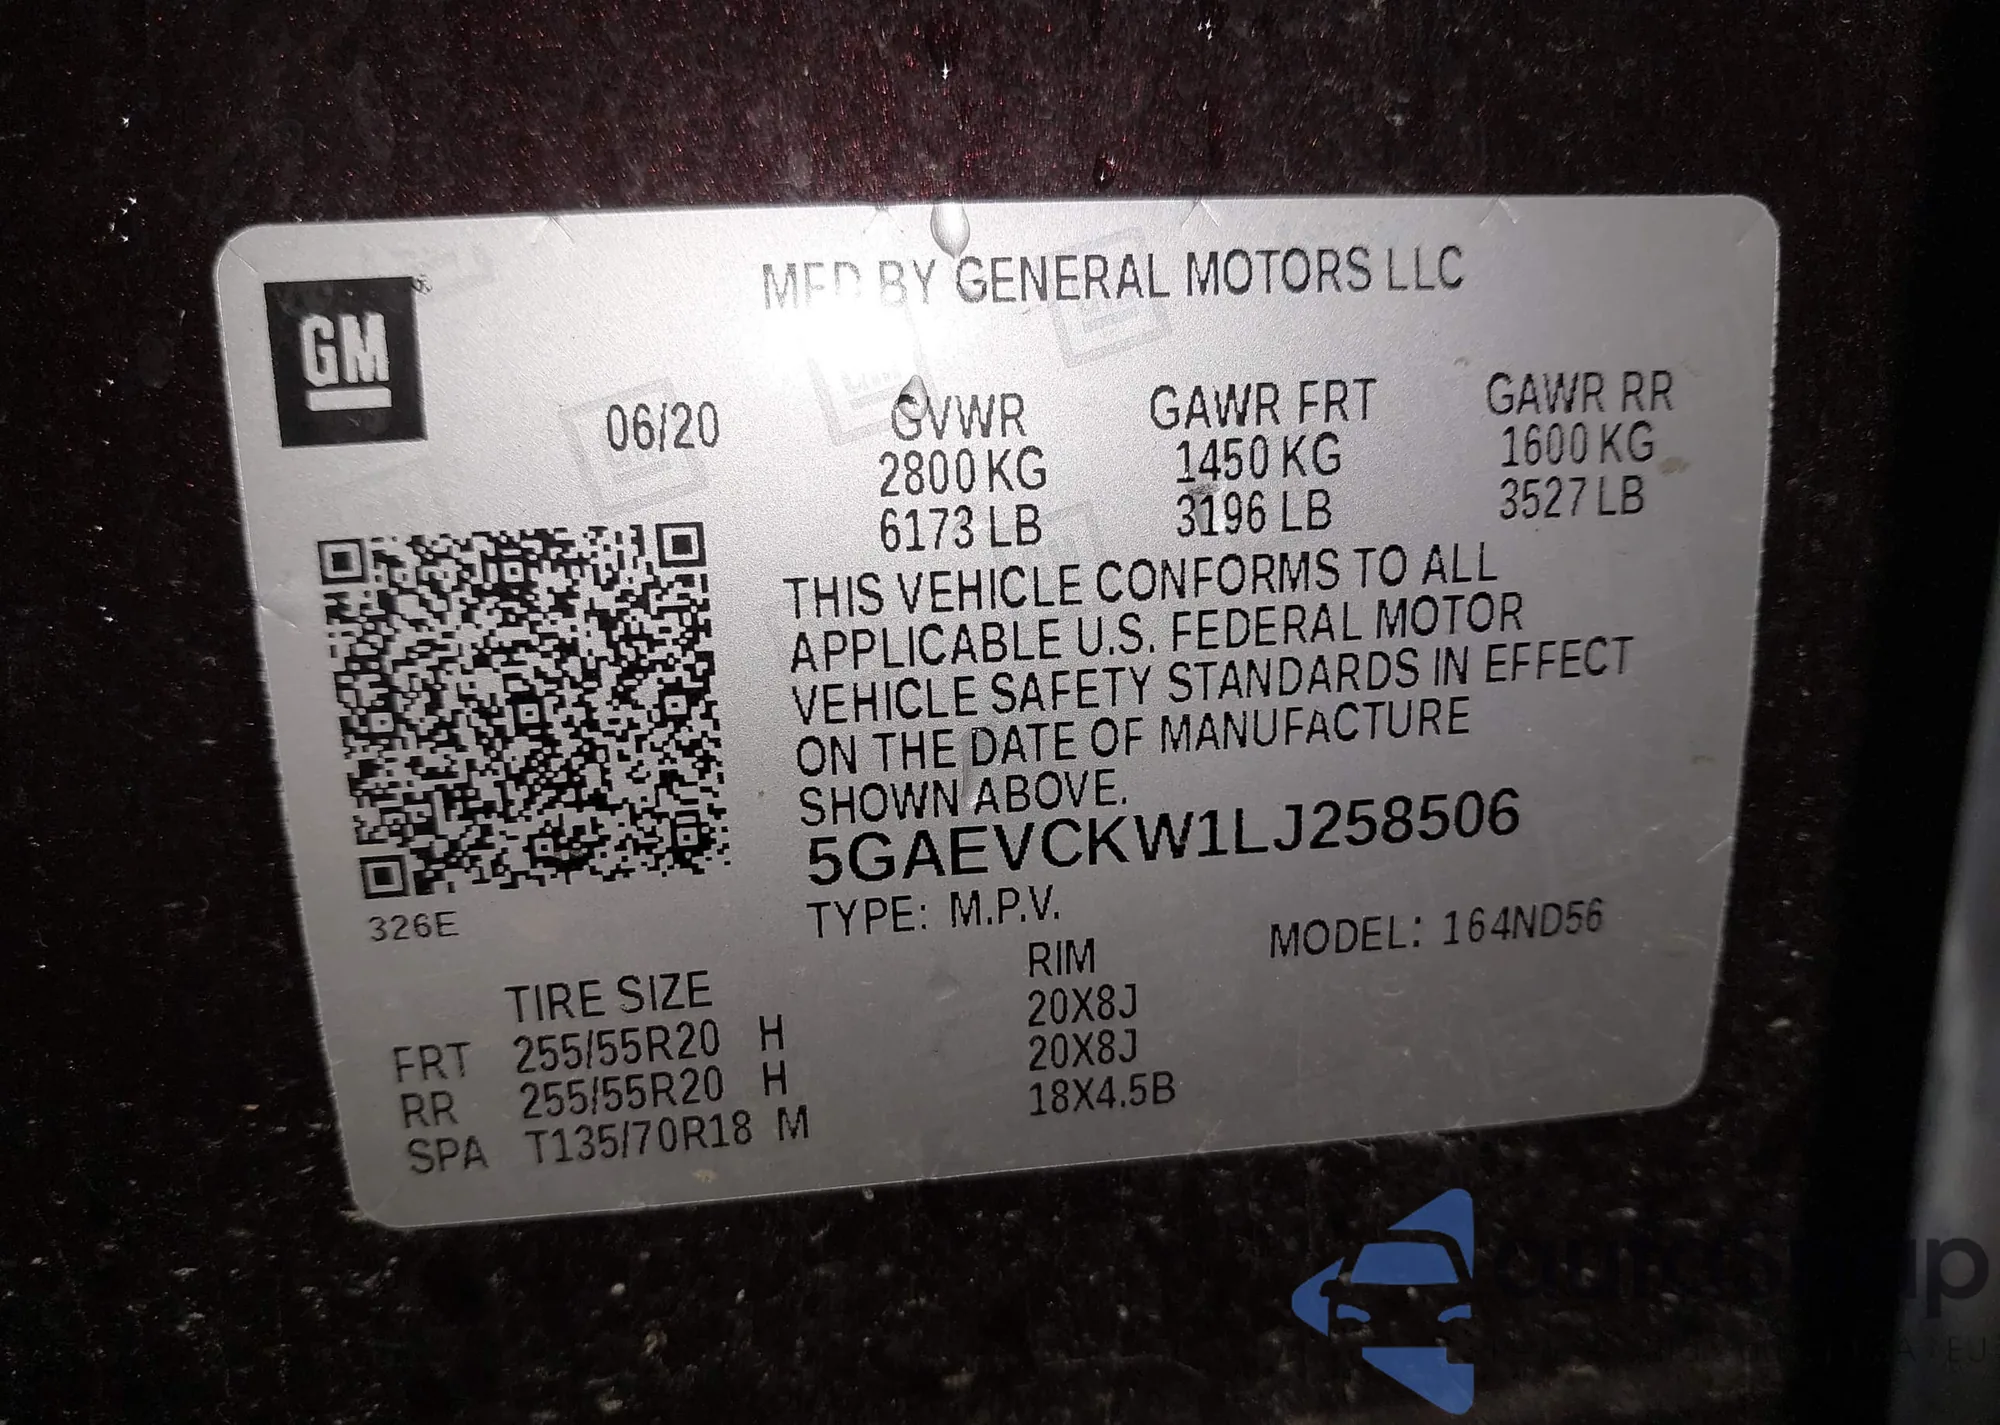 MFD BY GENERAL MOTORS LLC
GM
06/20
GVWR GAWR FRT GAWR RR
2800 KG 1450 KG 1600 KG
6173 LB 3196 LB 3527 LB
THIS VEHICLE CONFORMS TO ALL
APPLICABLE U.S. FEDERAL MOTOR
VEHICLE SAFETY STANDARDS IN EFFECT
ON THE DATE OF MANUFACTURE
SHOWN ABOVE.
5GAEVCKW1LJ258506
326E
TYPE: M.P.V. MODEL: 164ND56
TIRE SIZE RIM
FRT 255/55R20 H 20X8J
RR 255/55R20 H 20X8J
SPA T135/70R18 M 18X4.5B